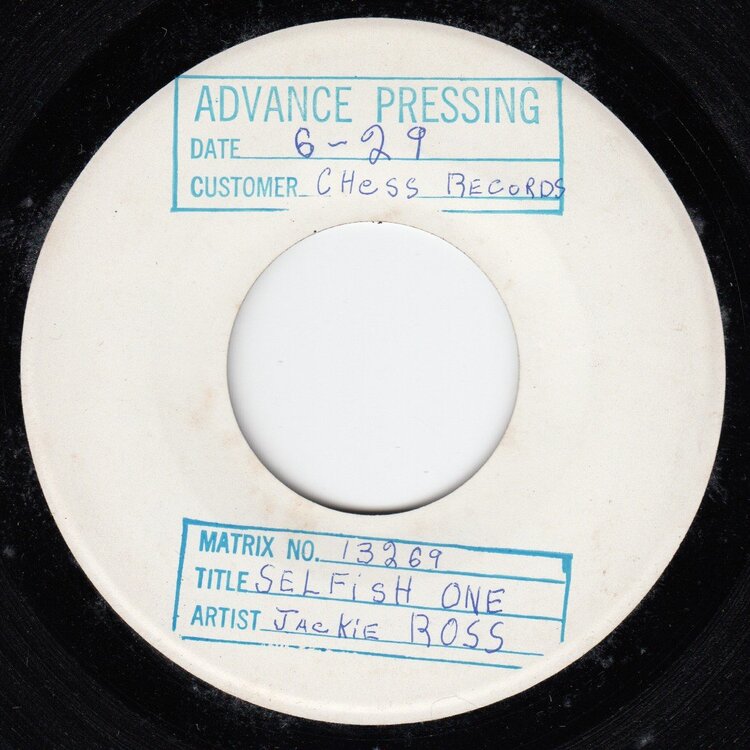 ADVANCE PRESSING
DATE 6-29
CUSTOMER CHess RECORDS
MATRIX NO. 13269
TITLE SELFiSH ONE
ARTIST JacKie ROSS